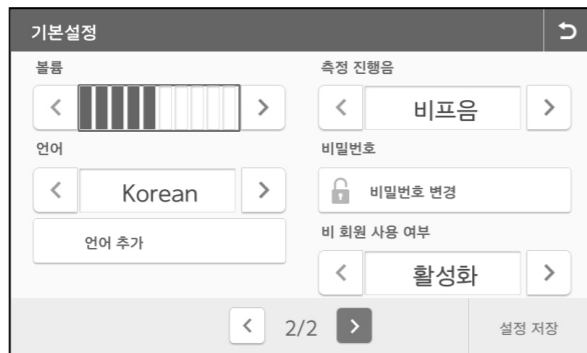 기본설정
볼륨
측정 진행음
비프음
언어
Korean
언어 추가
비밀번호
비밀번호 변경
비 회원 사용 여부
활성화
2/2
설정 저장